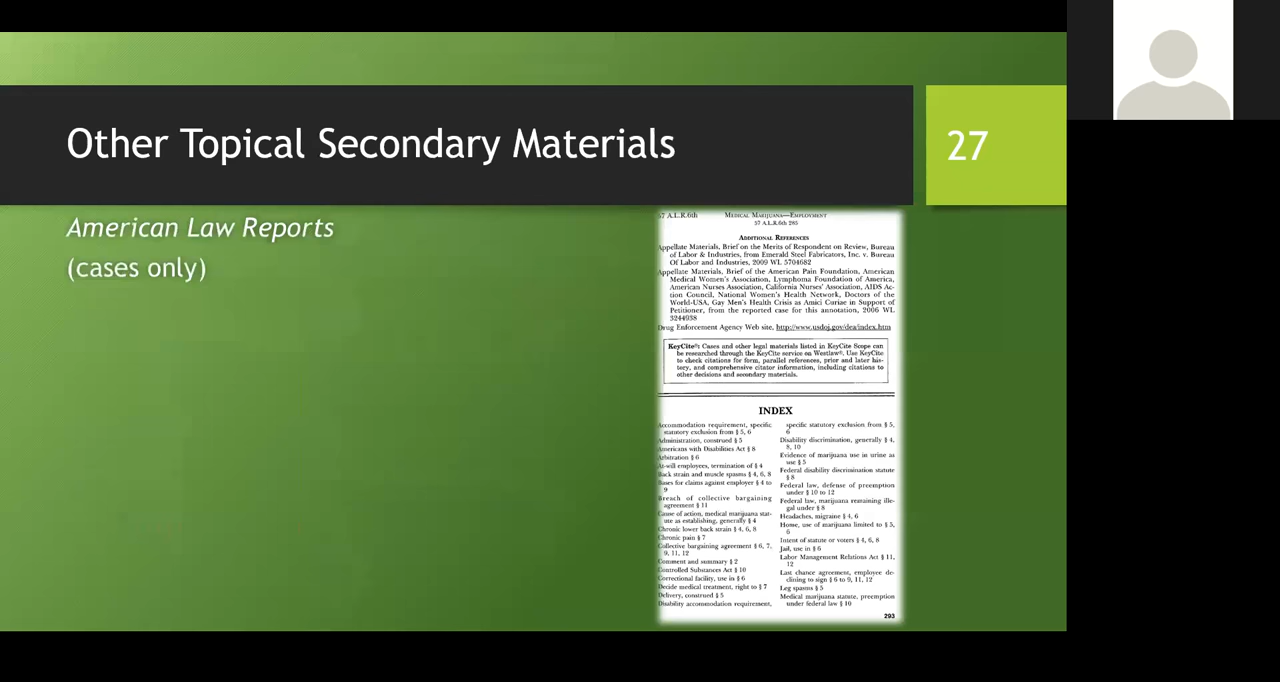 Other Topical Secondary Materials
27
American Law Reports
(cases only)
57 A.L.R.6th MEDICAL MARIJUANA—EMPLOYMENT
57 A.L.R.6th 285
ADDITIONAL REFERENCES
Appellate Materials, Brief on the Merits of Respondent on Review, Bureau
of Labor & Industries, from Emerald Steel Fabricators, Inc. v. Bureau
Of Labor and Industries, 2009 WL 5704682
Appellate Materials, Brief of the American Pain Foundation, American
Medical Women's Association, Lymphoma Foundation of America,
American Nurses Association, California Nurses' Association, AIDS Ac-
tion Council, National Women's Health Network, Doctors of the
World-USA, Gay Men's Health Crisis as Amici Curiae in Support of
Petitioner, from the reported case for this annotation, 2006 WL
3244938
Drug Enforcement Agency Web site, http://www.usdoj.gov/dea/index.htm
KeyCite®: Cases and other legal materials listed in KeyCite Scope can
be researched through the KeyCite service on Westlaw®. Use KeyCite
to check citations for form, parallel references, prior and later his-
tory, and comprehensive citator information, including citations to
other decisions and secondary materials.
INDEX
Accommodation requirement, specific
statutory exclusion from § 5, 6
Administration, construed § 5
Americans with Disabilities Act § 8
Arbitration § 6
At-will employees, termination of § 4
Back strain and muscle spasms § 4, 6, 8
Bases for claims against employer § 4 to
9
Breach of collective bargaining
agreement § 11
Cause of action, medical marijuana stat-
ute as establishing, generally § 4
Chronic lower back strain § 4, 6, 8
Chronic pain § 7
Collective bargaining agreement § 6, 7,
9, 11, 12
Comment and summary § 2
Controlled Substances Act § 10
Correctional facility, use in § 6
Decide medical treatment, right to § 7
Delivery, construed § 5
Disability accommodation requirement,
specific statutory exclusion from § 5,
6
Disability discrimination, generally § 4,
8, 10
Evidence of marijuana use in urine as
use § 5
Federal disability discrimination statute
§ 8
Federal law, defense of preemption
under § 10 to 12
Federal law, marijuana remaining ille-
gal under § 8
Headaches, migraine § 4, 6
Home, use of marijuana limited to § 5,
6
Intent of statute or voters § 4, 6, 8
Jail, use in § 6
Labor Management Relations Act § 11,
12
Last chance agreement, employee de-
clining to sign § 6 to 9, 11, 12
Leg spasms § 5
Medical marijuana statute, preemption
under federal law § 10
293